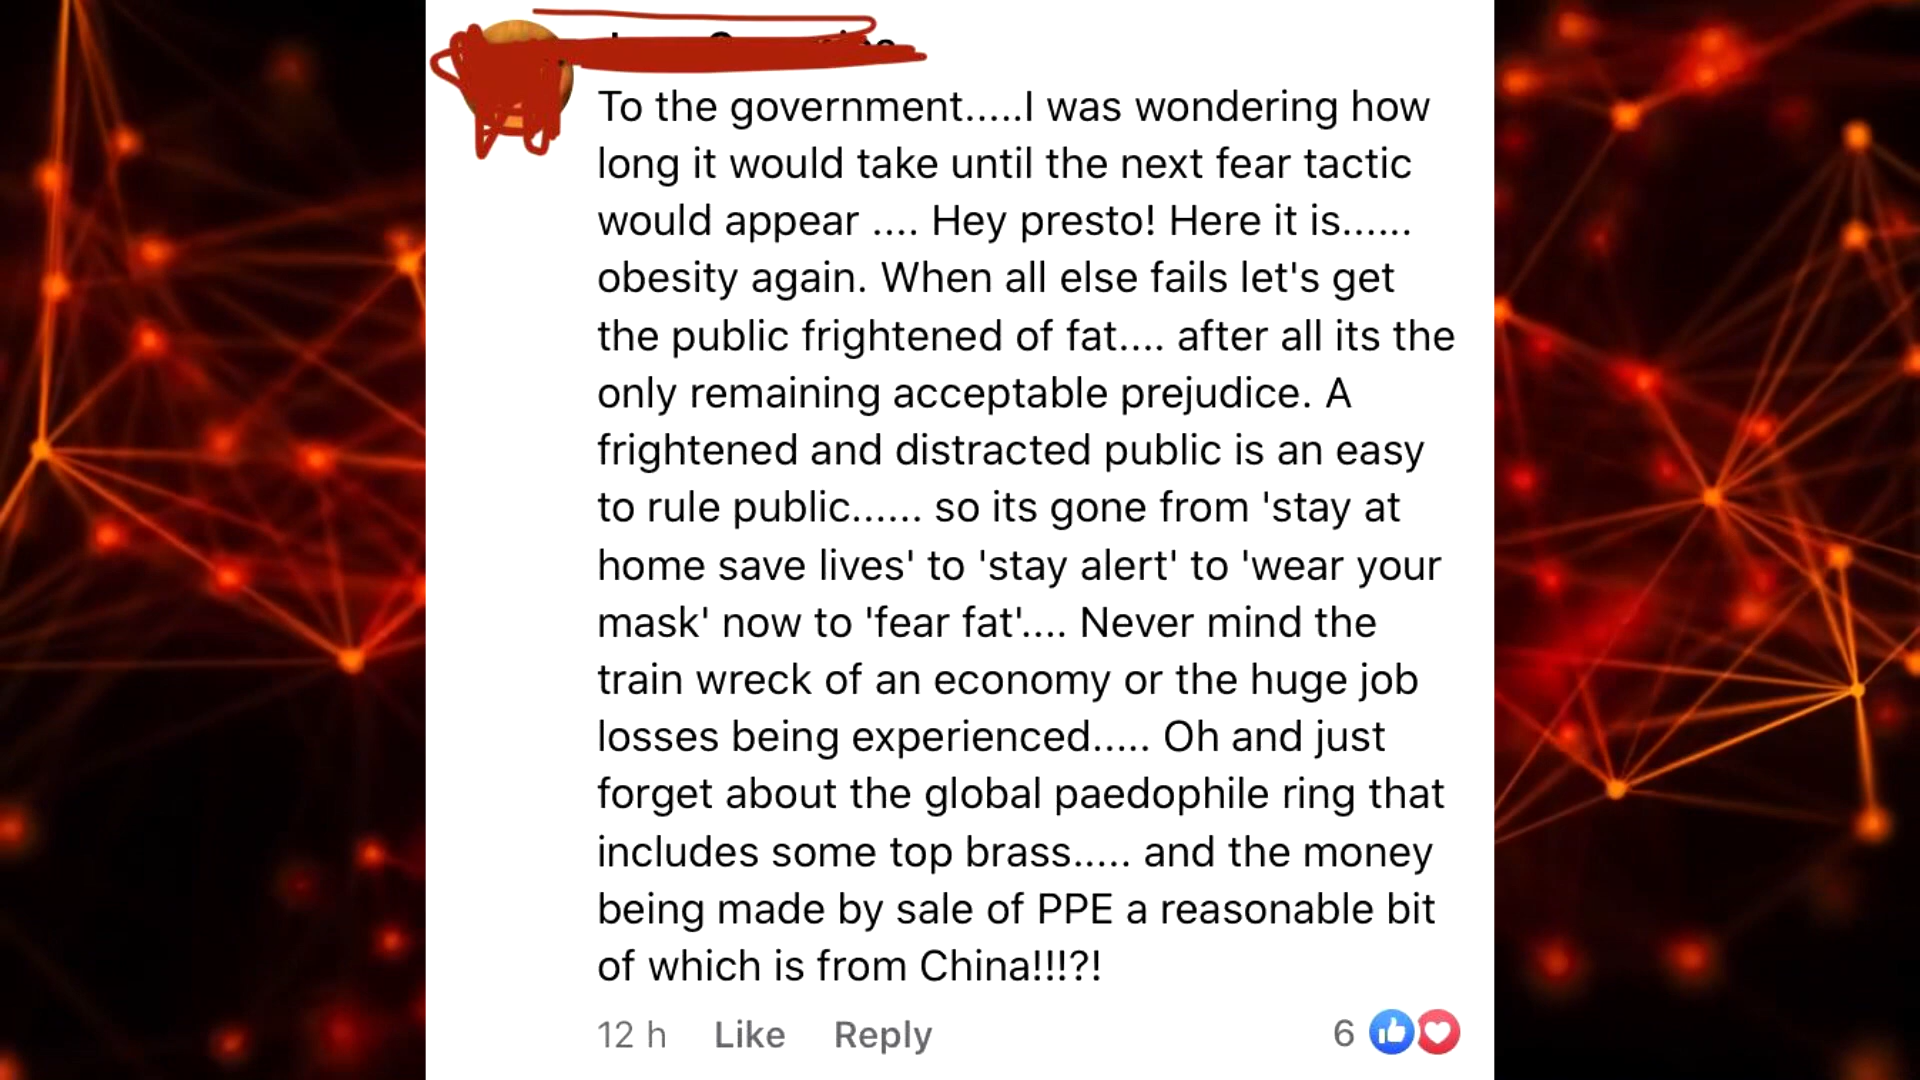 To the government.....I was wondering how
long it would take until the next fear tactic
would appear .... Hey presto! Here it is......
obesity again. When all else fails let's get
the public frightened of fat.... after all its the
only remaining acceptable prejudice. A
frightened and distracted public is an easy
to rule public...... so its gone from 'stay at
home save lives' to 'stay alert' to 'wear your
mask' now to 'fear fat'.... Never mind the
train wreck of an economy or the huge job
losses being experienced..... Oh and just
forget about the global paedophile ring that
includes some top brass..... and the money
being made by sale of PPE a reasonable bit
of which is from China!!!?!
12 h Like Reply 6